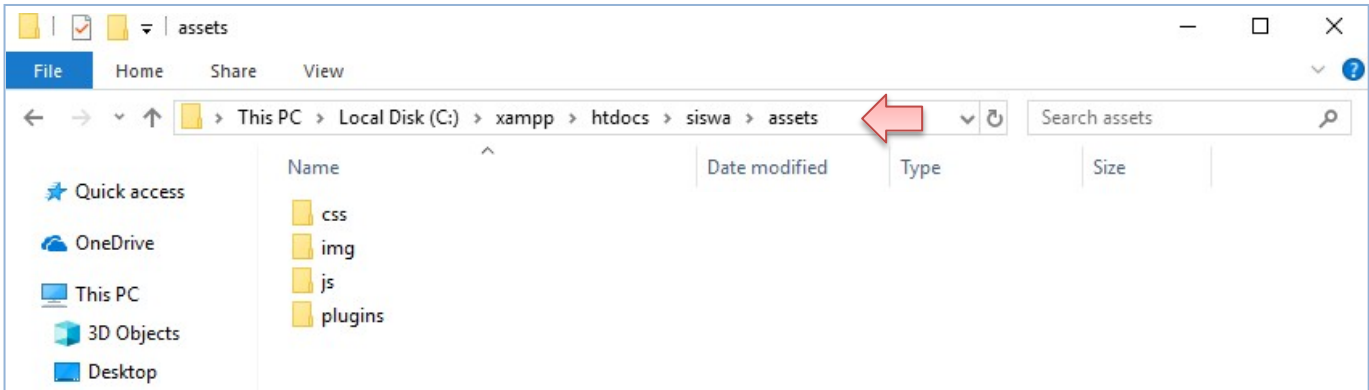 assets
File Home Share View
This PC > Local Disk (C:) > xampp > htdocs > siswa > assets Search assets
Name Date modified Type Size
Quick access
css
OneDrive
img
js
This PC
plugins
3D Objects
Desktop